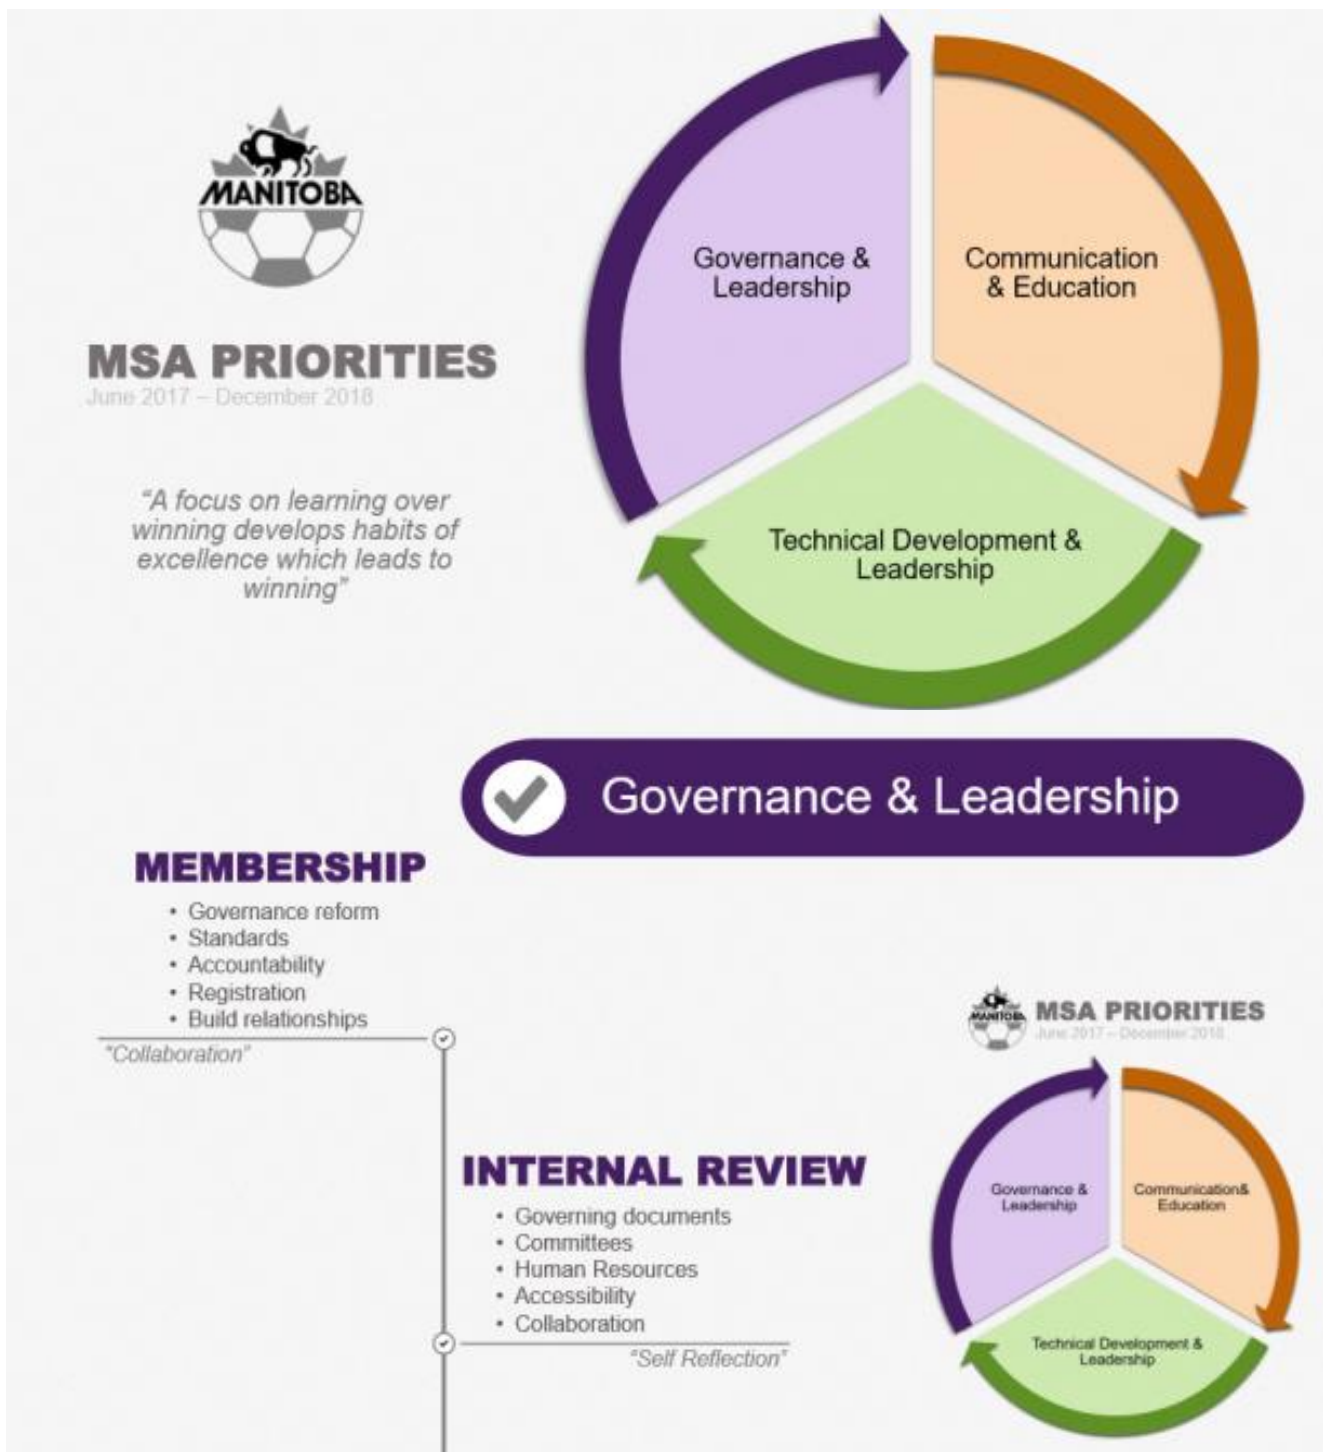 MANITOBA
MSA PRIORITIES
June 2017 – December 2018
“A focus on learning over
winning develops habits of
excellence which leads to
winning”
Governance &
Leadership
Communication
& Education
Technical Development &
Leadership
Governance & Leadership
MEMBERSHIP
• Governance reform
• Standards
• Accountability
• Registration
• Build relationships
“Collaboration”
INTERNAL REVIEW
• Governing documents
• Committees
• Human Resources
• Accessibility
• Collaboration
“Self Reflection”
MANITOBA
MSA PRIORITIES
June 2017 – December 2018
Governance &
Leadership
Communication&
Education
Technical Development &
Leadership